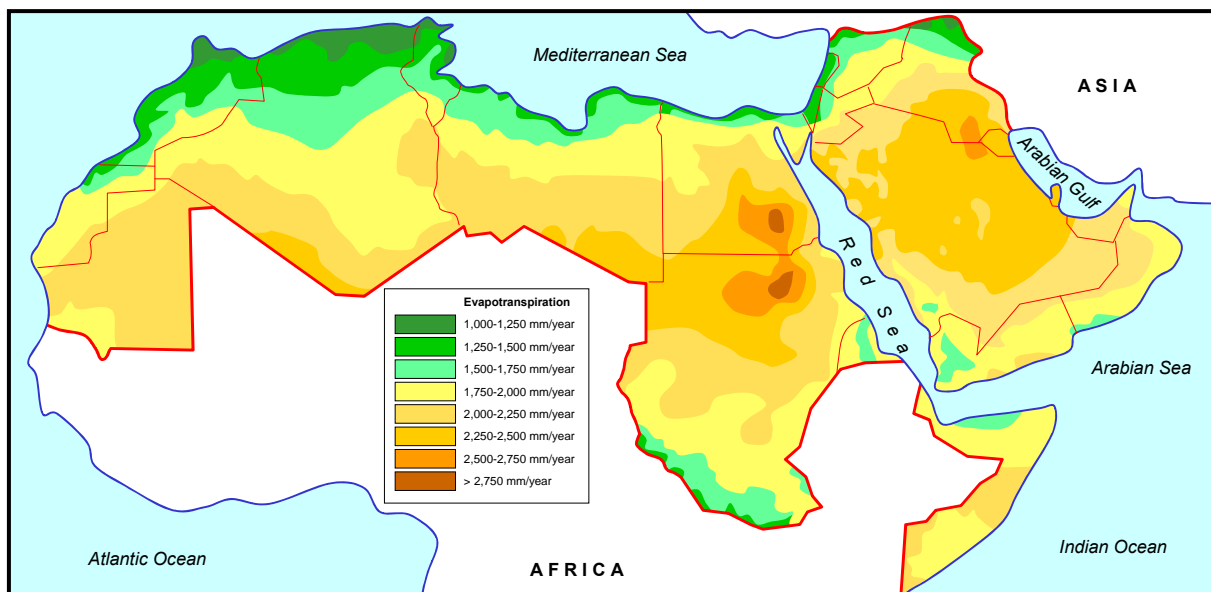 Mediterranean Sea
ASIA
Arabian Gulf
Red Sea
Evapotranspiration
1,000-1,250 mm/year
1,250-1,500 mm/year
1,500-1,750 mm/year
1,750-2,000 mm/year
2,000-2,250 mm/year
2,250-2,500 mm/year
2,500-2,750 mm/year
> 2,750 mm/year
Arabian Sea
Atlantic Ocean
AFRICA
Indian Ocean